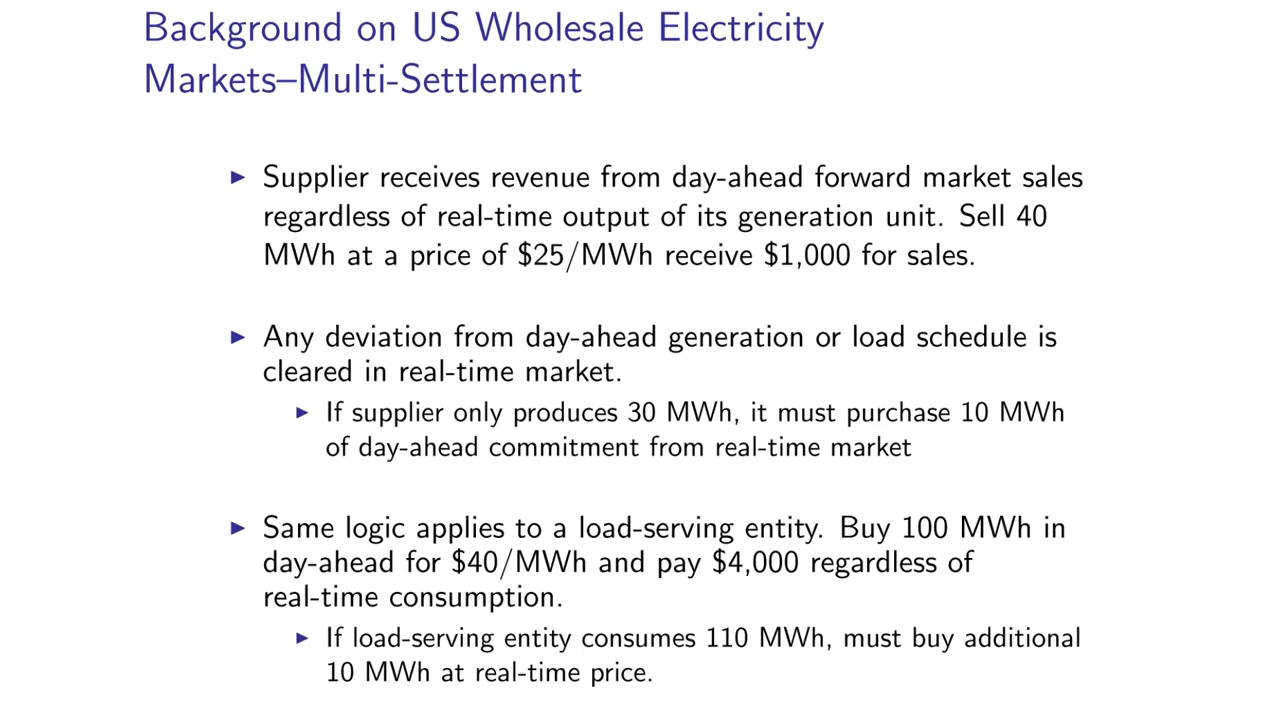 Background on US Wholesale Electricity
Markets–Multi-Settlement
▶ Supplier receives revenue from day-ahead forward market sales
regardless of real-time output of its generation unit. Sell 40
MWh at a price of $25/MWh receive $1,000 for sales.
▶ Any deviation from day-ahead generation or load schedule is
cleared in real-time market.
▶ If supplier only produces 30 MWh, it must purchase 10 MWh
of day-ahead commitment from real-time market
▶ Same logic applies to a load-serving entity. Buy 100 MWh in
day-ahead for $40/MWh and pay $4,000 regardless of
real-time consumption.
▶ If load-serving entity consumes 110 MWh, must buy additional
10 MWh at real-time price.